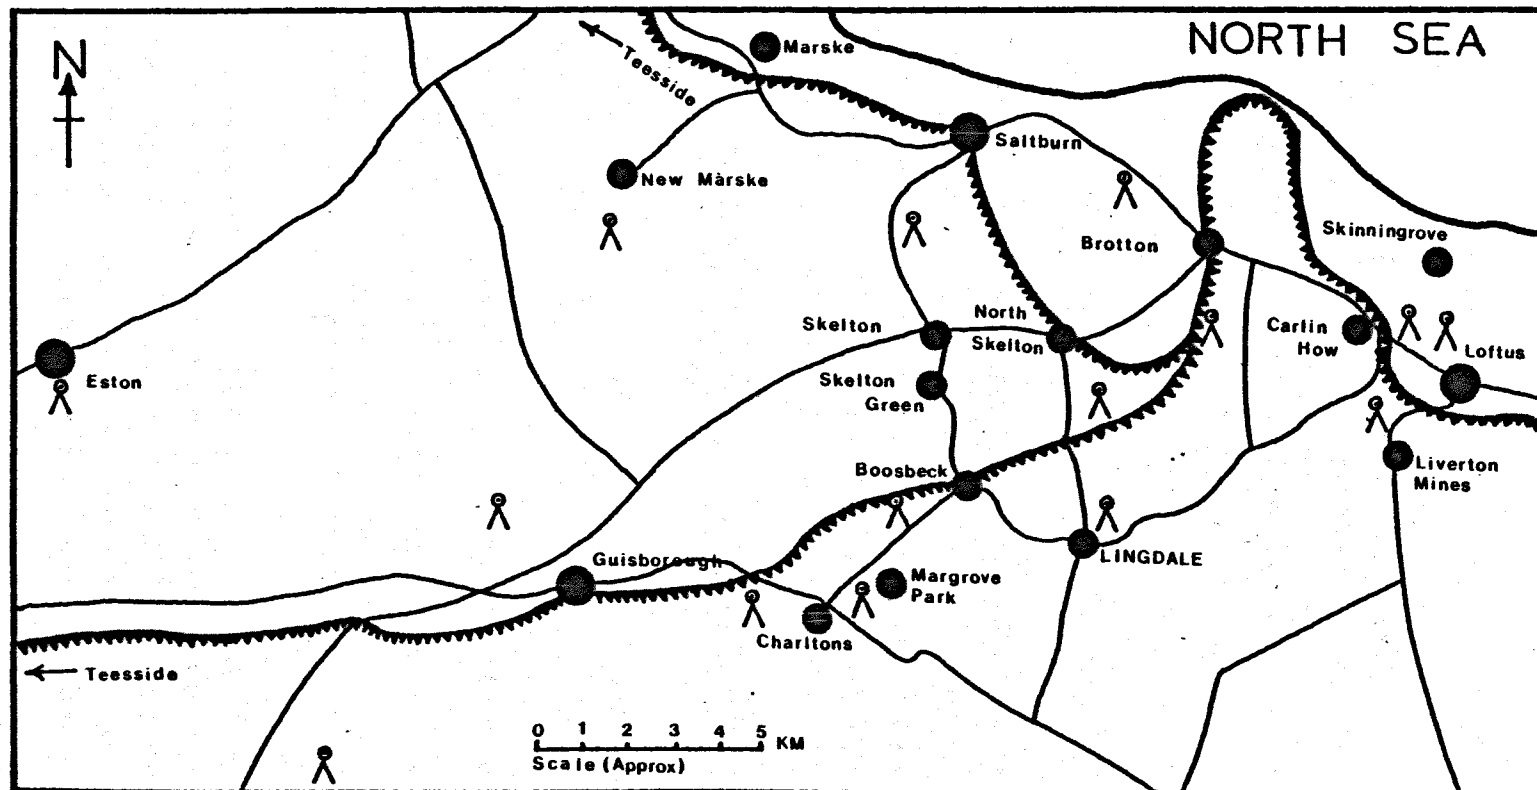 NORTH SEA
N
Marske
Teesside
Saltburn
New Marske
Skinningrove
Brotton
North
Skelton
Skelton
Carlin
How
Loftus
Eston
Skelton
Green
Boosbeck
Liverton
Mines
Guisborough
LINGDALE
Margrove
Park
Charltons
Teesside
0 1 2 3 4 5 KM
Scale (Approx)